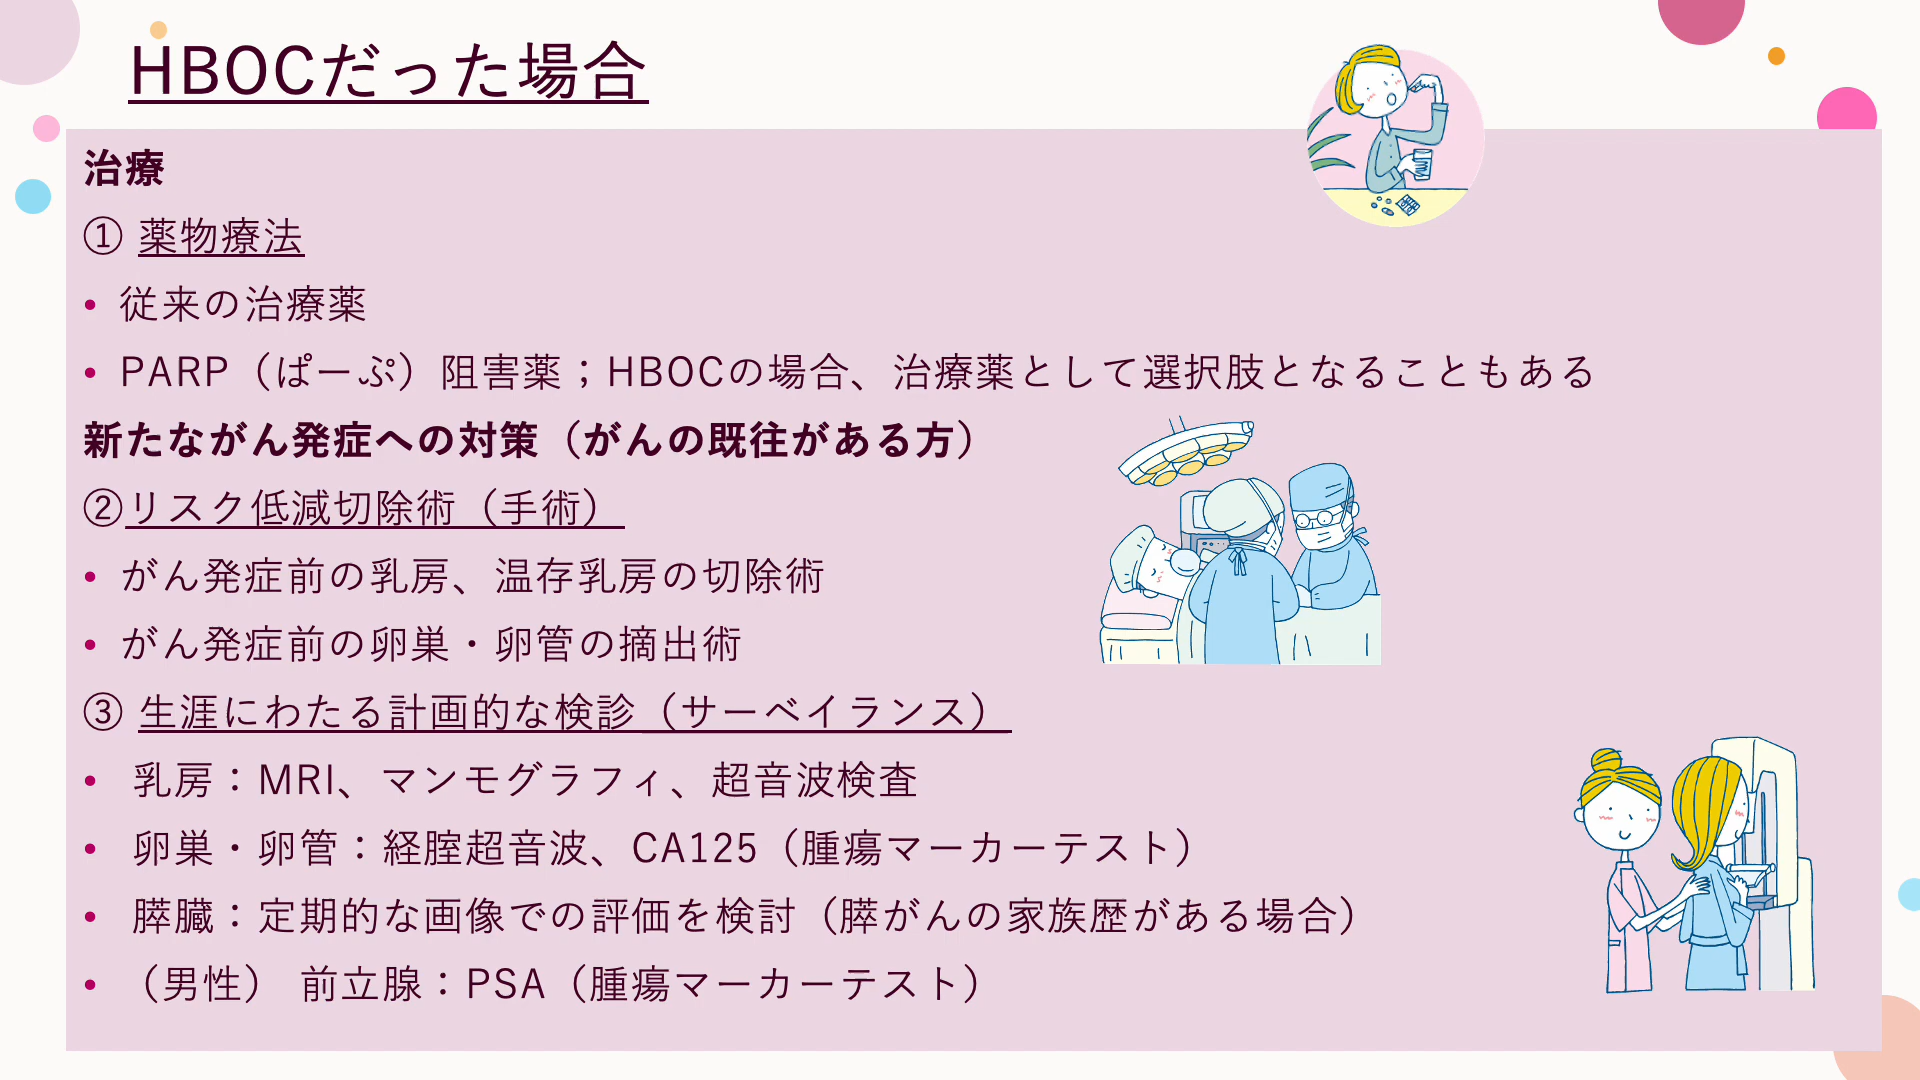 HBOCだった場合
治療
① 薬物療法
• 従来の治療薬
• PARP（ぱーぷ）阻害薬；HBOCの場合、治療薬として選択肢となることもある
新たながん発症への対策（がんの既往がある方）
②リスク低減切除術（手術）
• がん発症前の乳房、温存乳房の切除術
• がん発症前の卵巣・卵管の摘出術
③ 生涯にわたる計画的な検診（サーベイランス）
• 乳房：MRI、マンモグラフィ、超音波検査
• 卵巣・卵管：経腟超音波、CA125（腫瘍マーカーテスト）
• 膵臓：定期的な画像での評価を検討（膵がんの家族歴がある場合）
• （男性） 前立腺：PSA（腫瘍マーカーテスト）